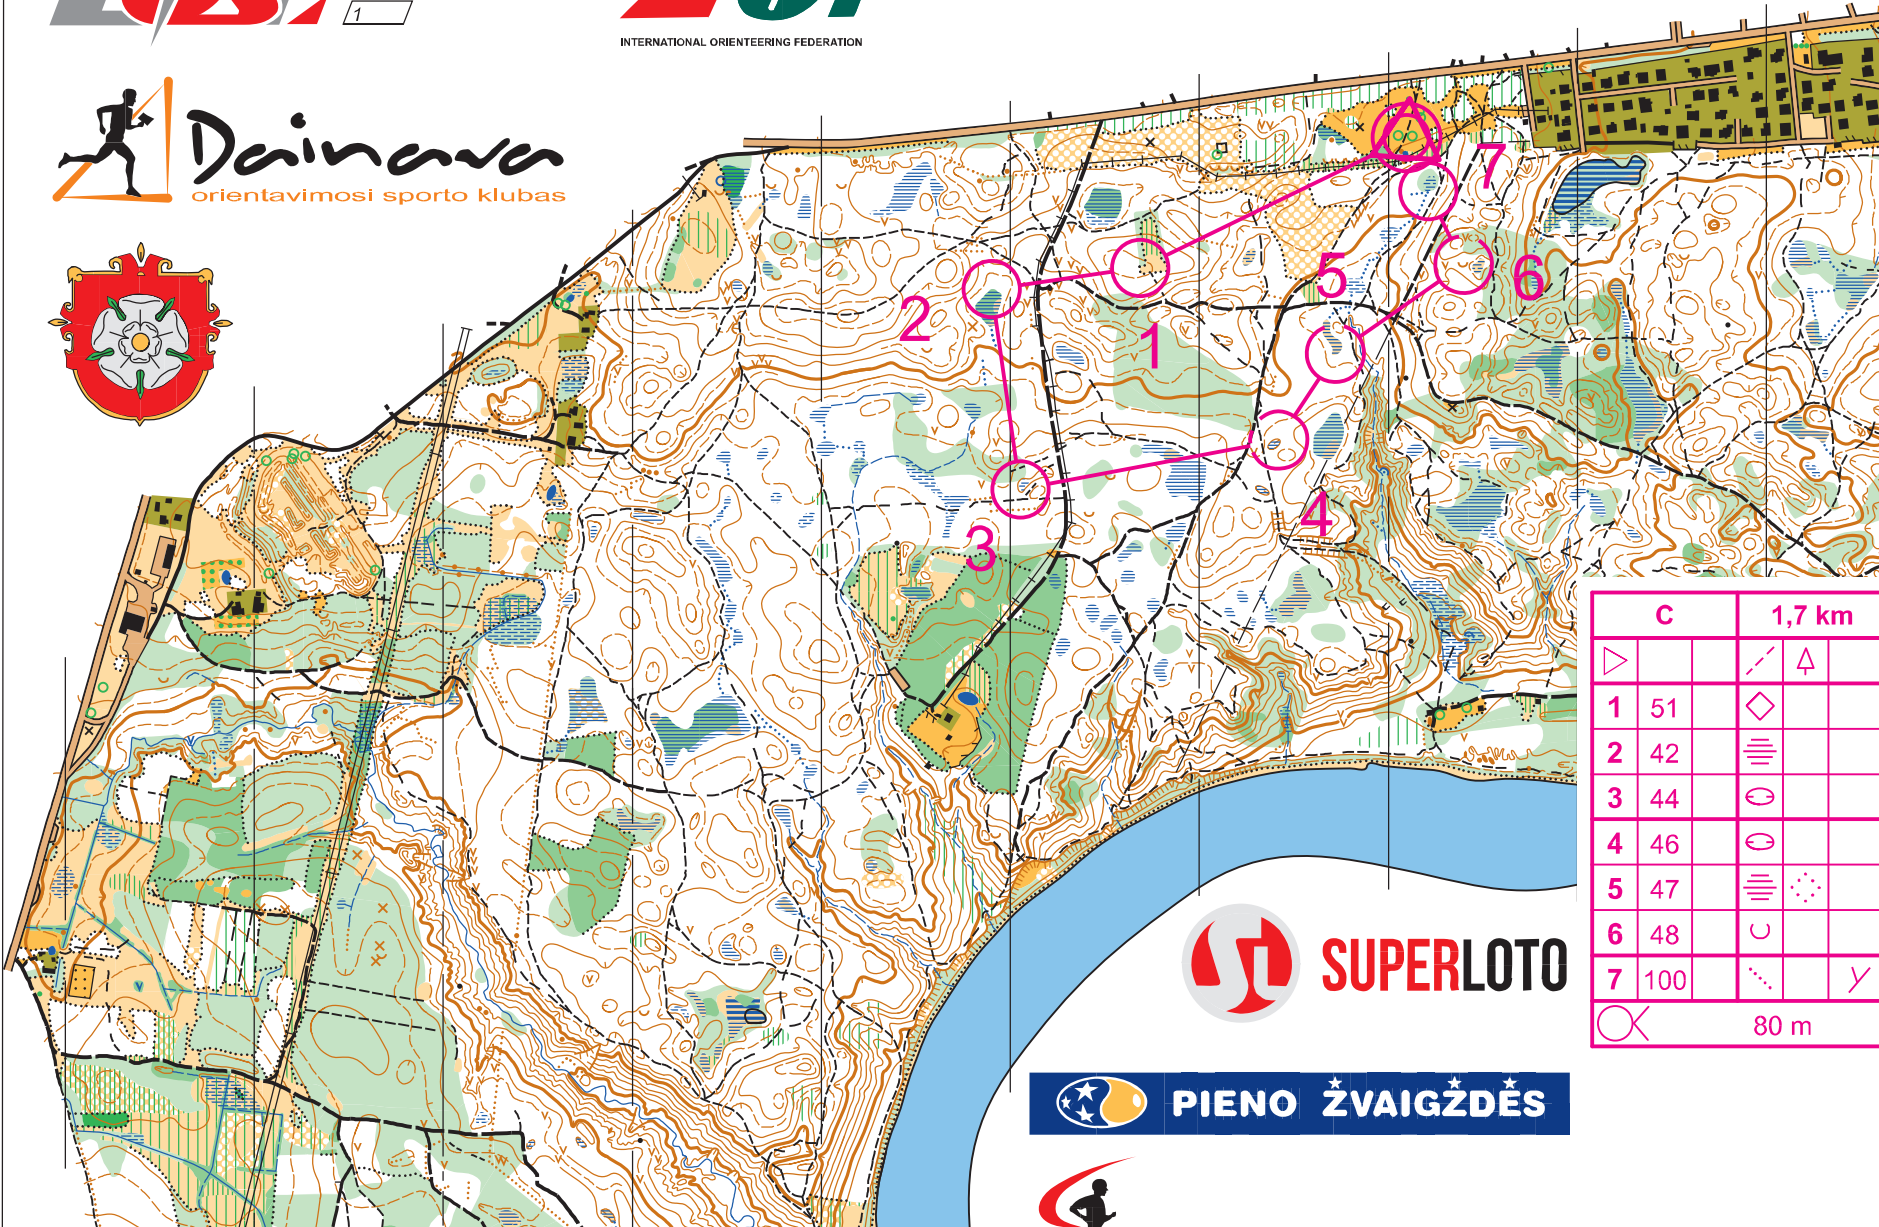 1
INTERNATIONAL ORIENTEERING FEDERATION
Dainava
orientavimosi sporto klubas
7
5
6
2
1
4
3
C 1,7 km
1 51
2 42
3 44
4 46
5 47
6 48
7 100
80 m
SUPERLOTO
PIENO ŽVAIGŽDĖS